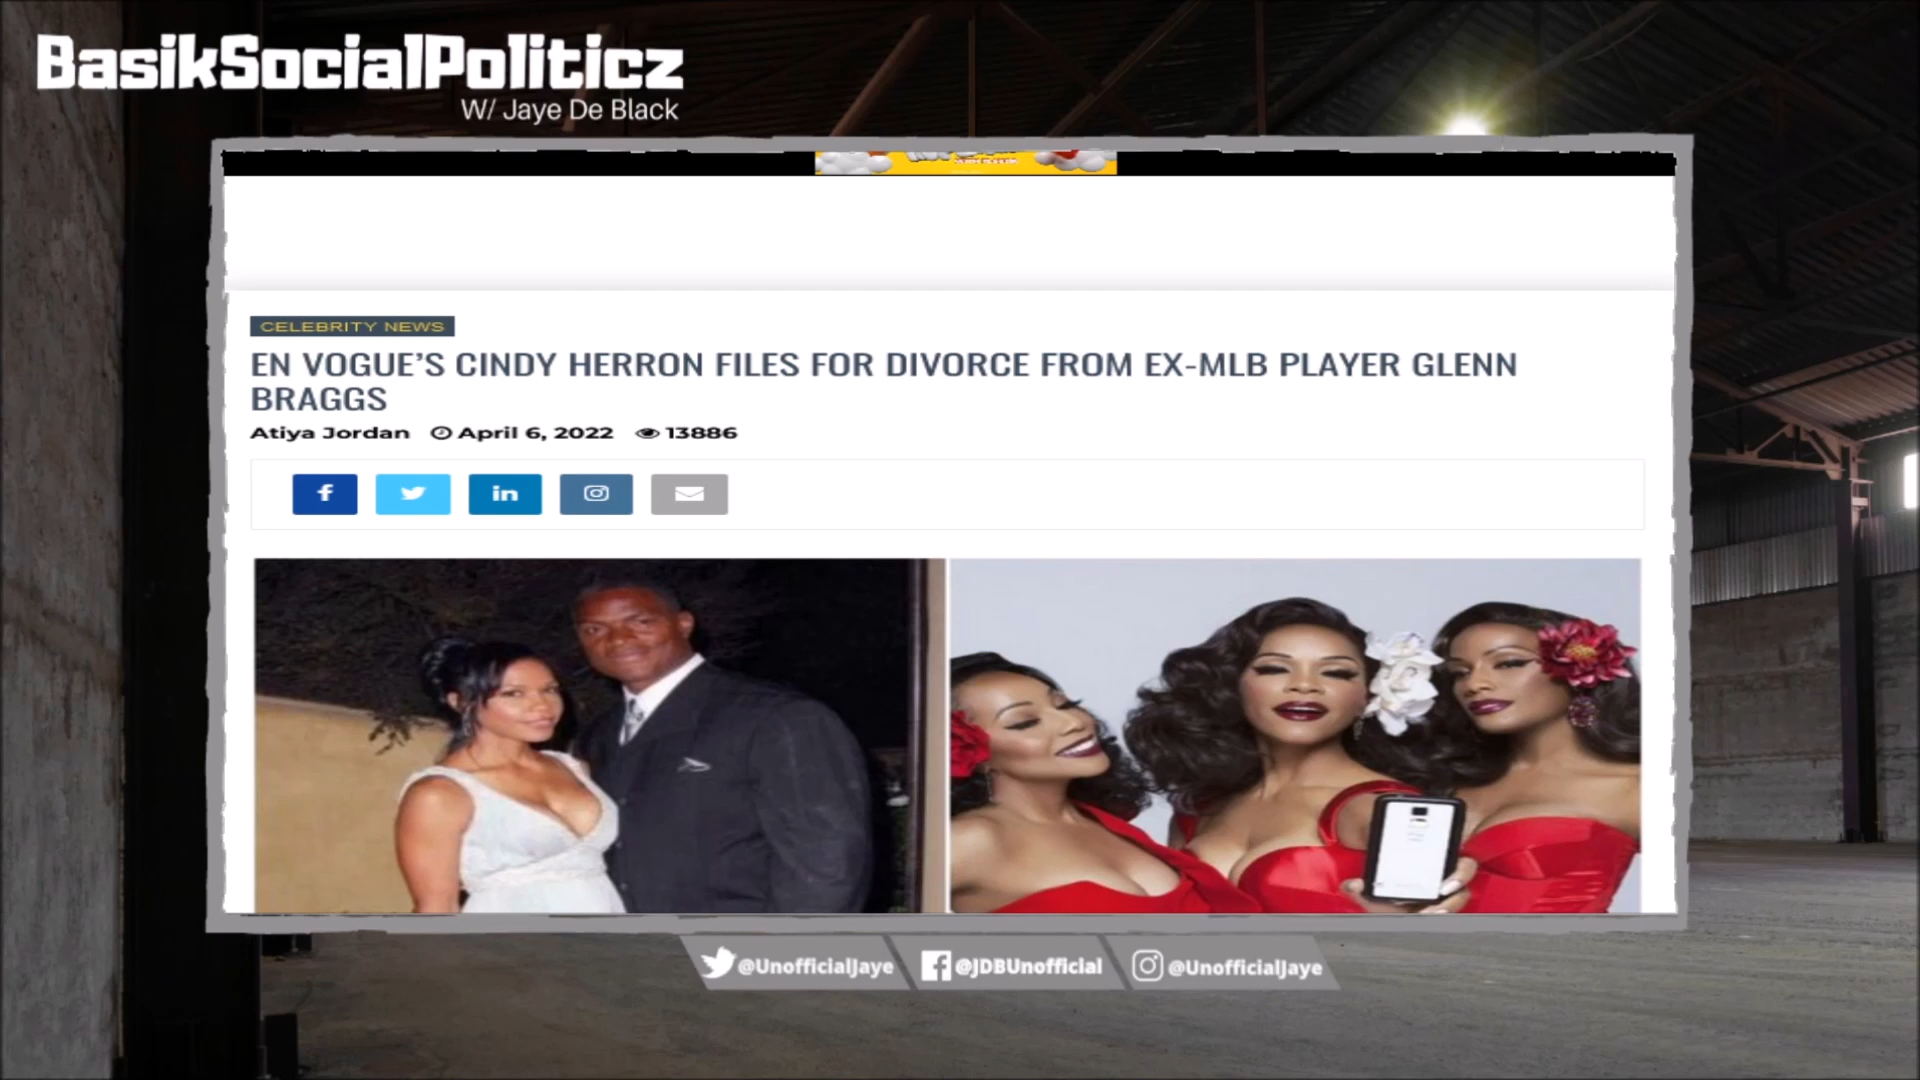 BasikSocialPoliticz
W/ Jaye De Black
CELEBRITY NEWS
EN VOGUE’S CINDY HERRON FILES FOR DIVORCE FROM EX-MLB PLAYER GLENN
BRAGGS
Atiya Jordan April 6, 2022 13886
@UnofficialJaye @JDBUnofficial @UnofficialJaye